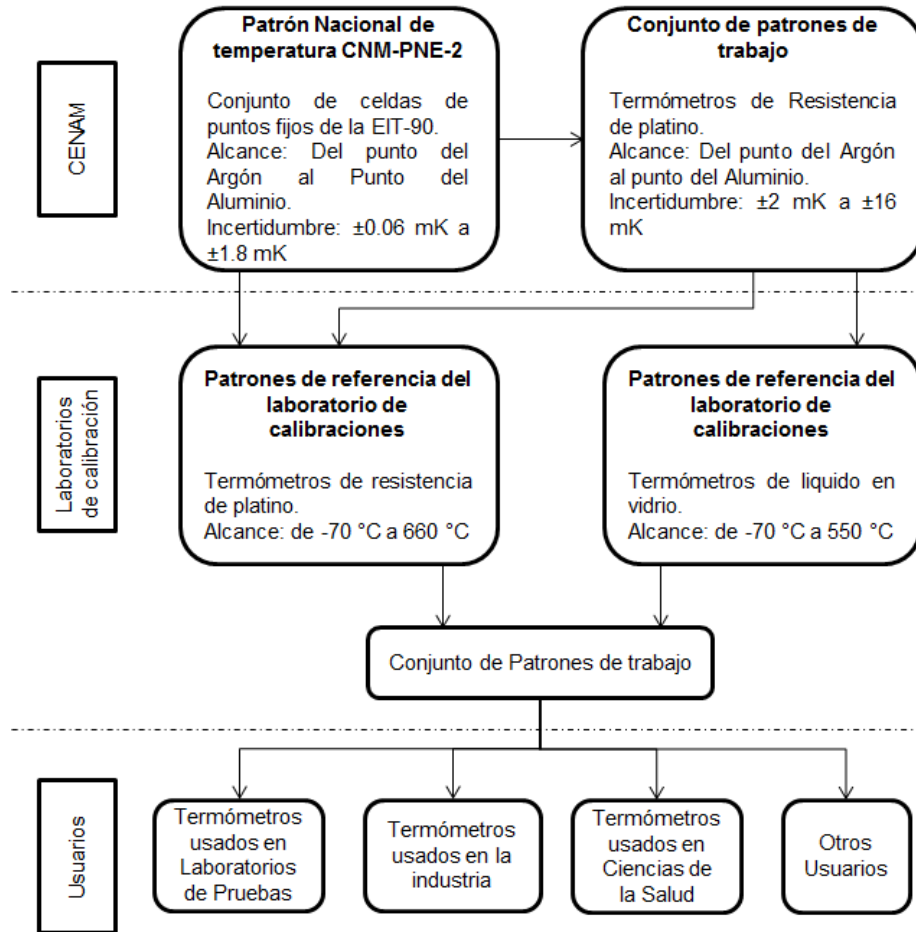 CENAM
Patrón Nacional de
temperatura CNM-PNE-2
Conjunto de celdas de
puntos fijos de la EIT-90.
Alcance: Del punto del
Argón al Punto del
Aluminio.
Incertidumbre: ±0.06 mK a
±1.8 mK
Conjunto de patrones de
trabajo
Termómetros de Resistencia
de platino.
Alcance: Del punto del Argón
al punto del Aluminio.
Incertidumbre: ±2 mK a ±16
mK
Laboratorios
de calibración
Patrones de referencia del
laboratorio de
calibraciones
Termómetros de resistencia
de platino.
Alcance: de -70 °C a 660 °C
Patrones de referencia del
laboratorio de
calibraciones
Termómetros de liquido en
vidrio.
Alcance: de -70 °C a 550 °C
Conjunto de Patrones de trabajo
Usuarios
Termómetros
usados en
Laboratorios
de Pruebas
Termómetros
usados en la
industria
Termómetros
usados en
Ciencias de
la Salud
Otros
Usuarios